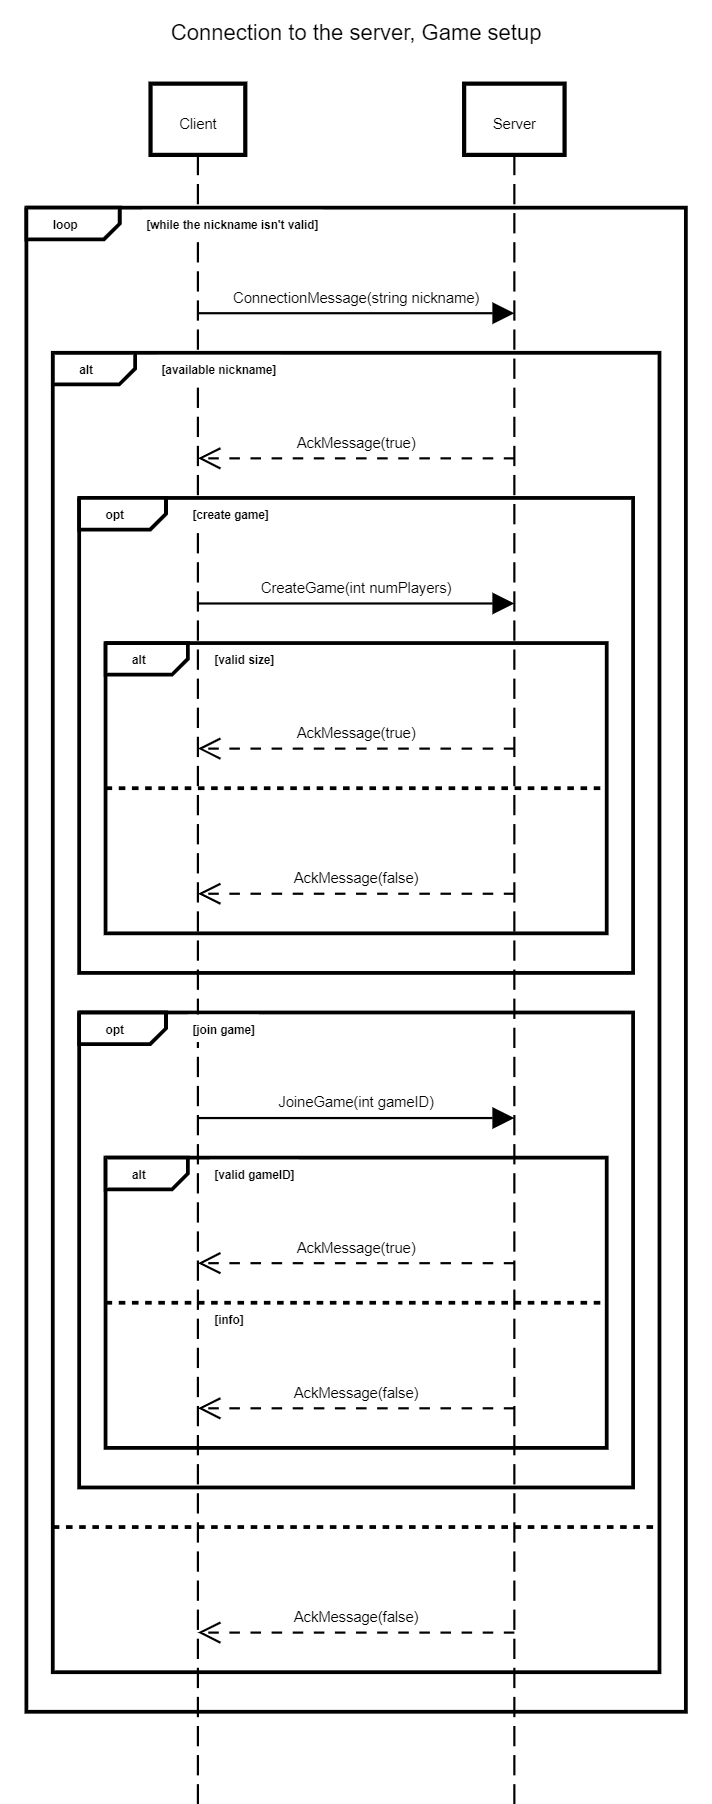 Connection to the server, Game setup
Client
Server
loop
[while the nickname isn't valid]
ConnectionMessage(string nickname)
alt
[available nickname]
AckMessage(true)
opt
[create game]
CreateGame(int numPlayers)
alt
[valid size]
AckMessage(true)
AckMessage(false)
opt
[join game]
JoineGame(int gameID)
alt
[valid gameID]
AckMessage(true)
[info]
AckMessage(false)
AckMessage(false)